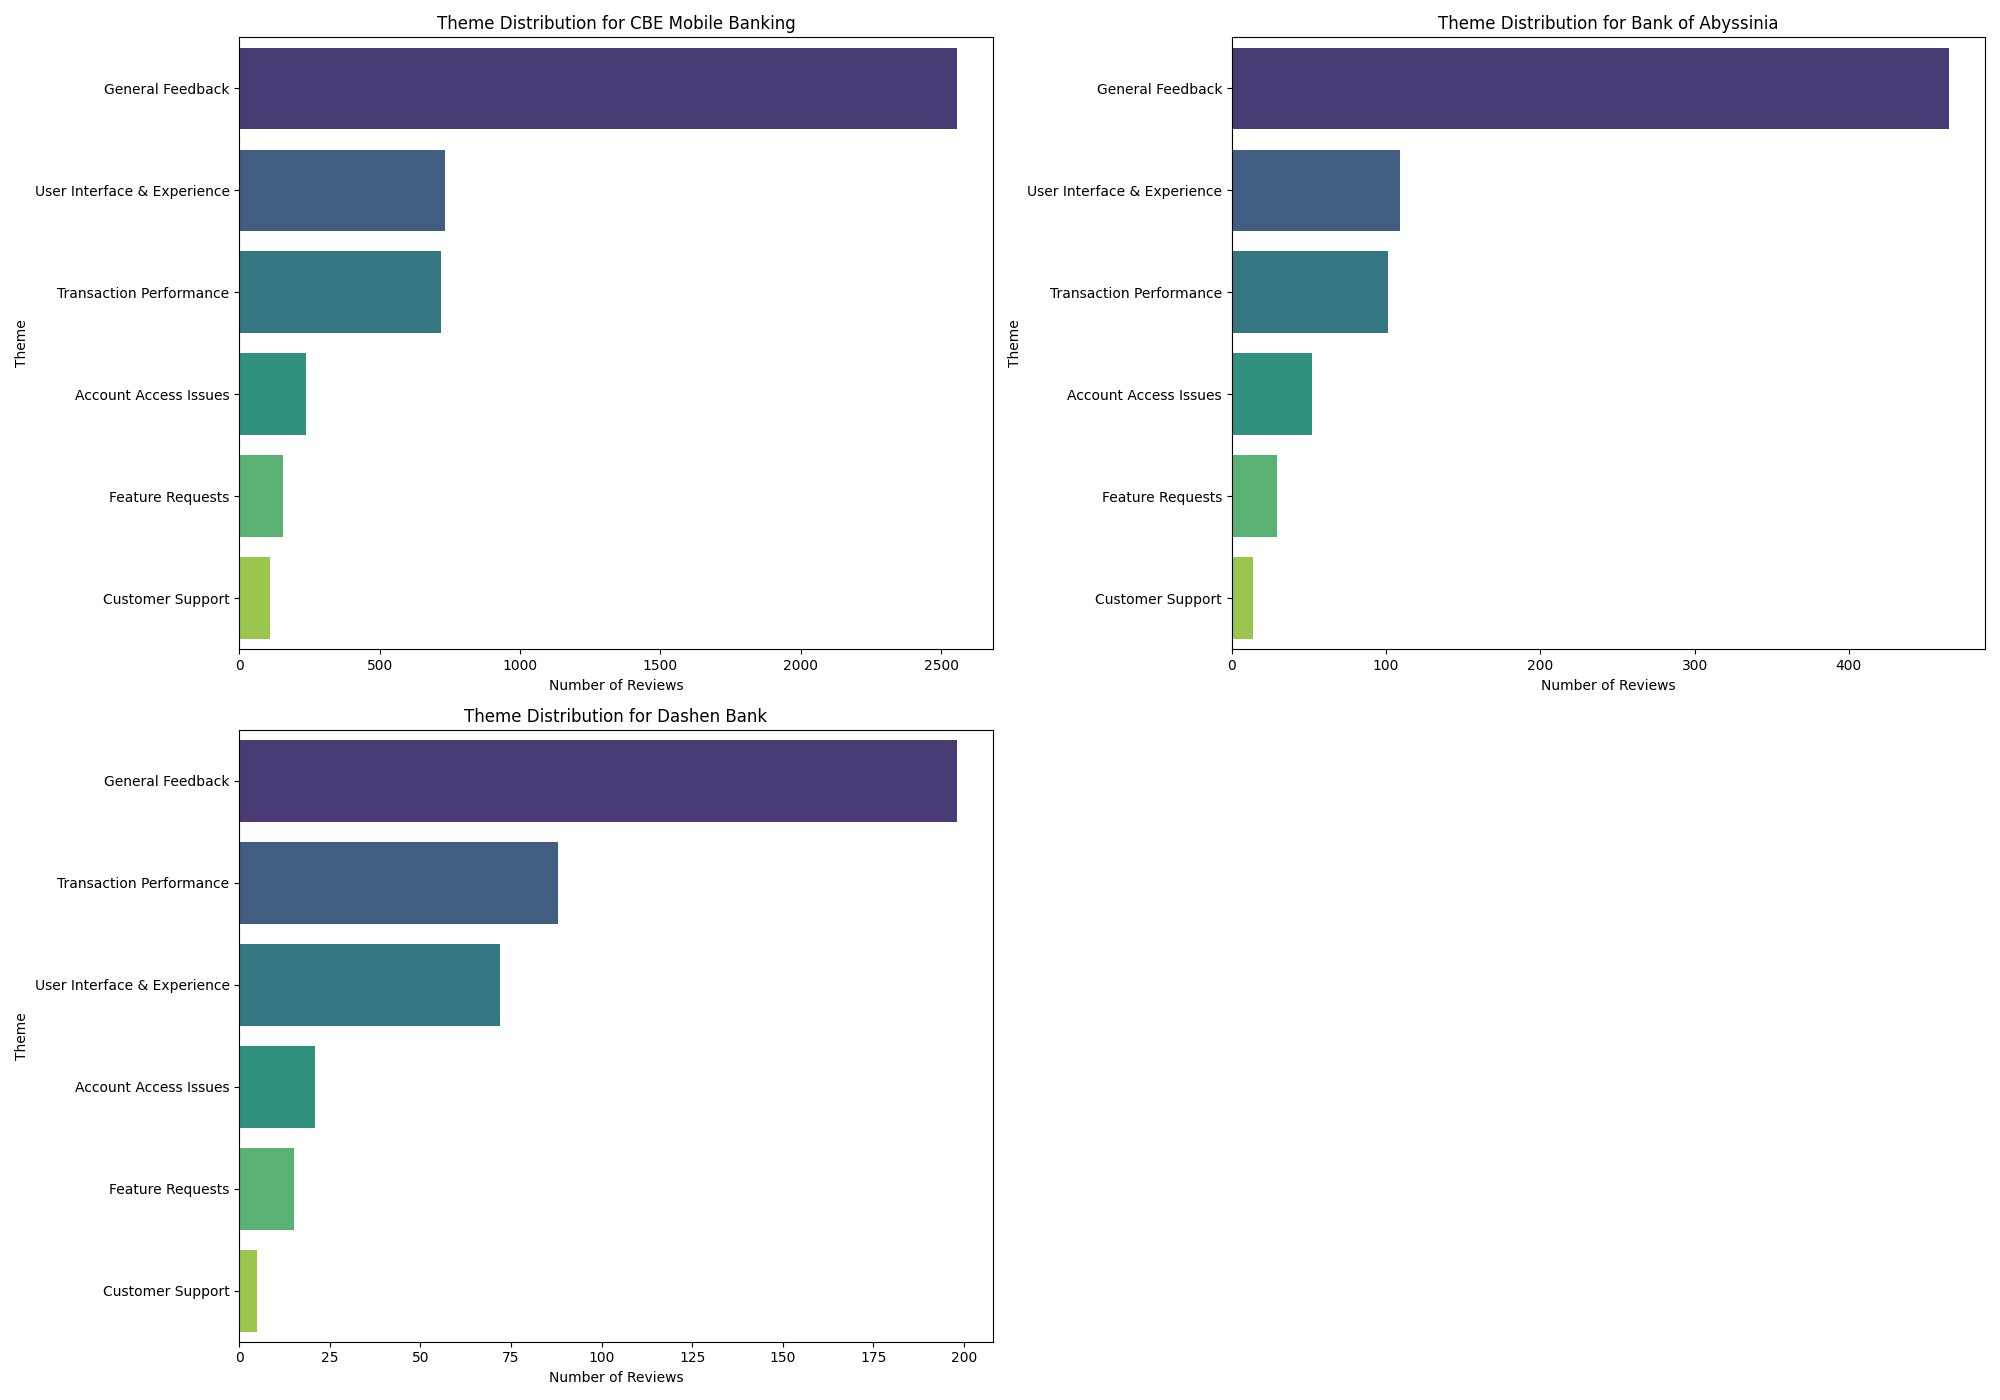 Theme Distribution for CBE Mobile Banking
Theme
General Feedback
User Interface & Experience
Transaction Performance
Account Access Issues
Feature Requests
Customer Support
0 500 1000 1500 2000 2500
Number of Reviews
Theme Distribution for Bank of Abyssinia
Theme
General Feedback
User Interface & Experience
Transaction Performance
Account Access Issues
Feature Requests
Customer Support
0 100 200 300 400
Number of Reviews
Theme Distribution for Dashen Bank
Theme
General Feedback
Transaction Performance
User Interface & Experience
Account Access Issues
Feature Requests
Customer Support
0 25 50 75 100 125 150 175 200
Number of Reviews